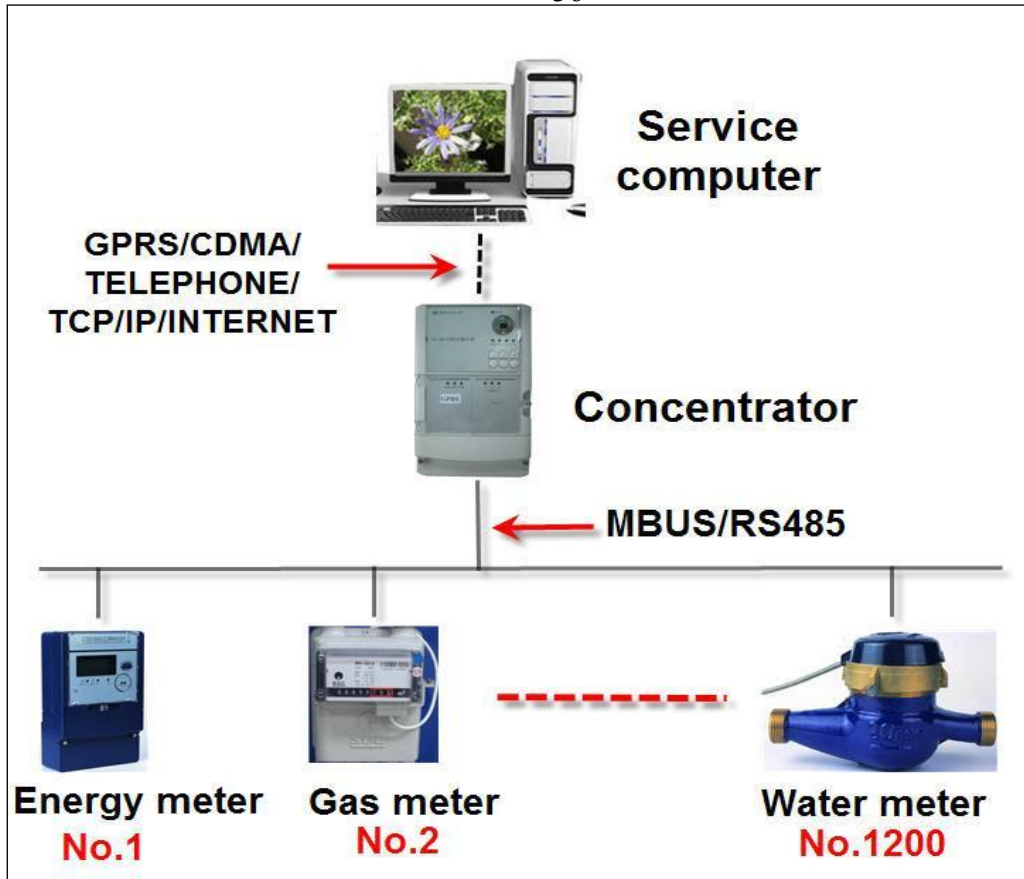 Service
computer
GPRS/CDMA/
TELEPHONE/
TCP/IP/INTERNET
GPRS
Concentrator
MBUS/RS485
Energy meter
Gas meter
Water meter
No.1
No.2
No.1200